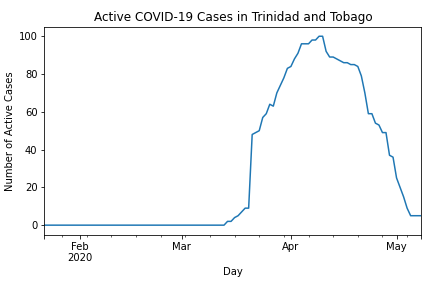 Active COVID-19 Cases in Trinidad and Tobago
100
80
60
40
20
0
Number of Active Cases
Feb
2020
Mar
Apr
May
Day